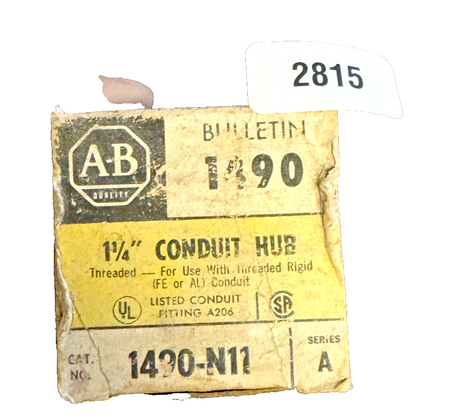 2815
BULLETIN
A-B
QUALITY
1490
1¼" CONDUIT HUB
Threaded — For Use With Threaded Rigid
(FE or AL) Conduit
UL
LISTED CONDUIT
FITTING A206
SA
CAT.
NO.
1490-N11
SERIES
A